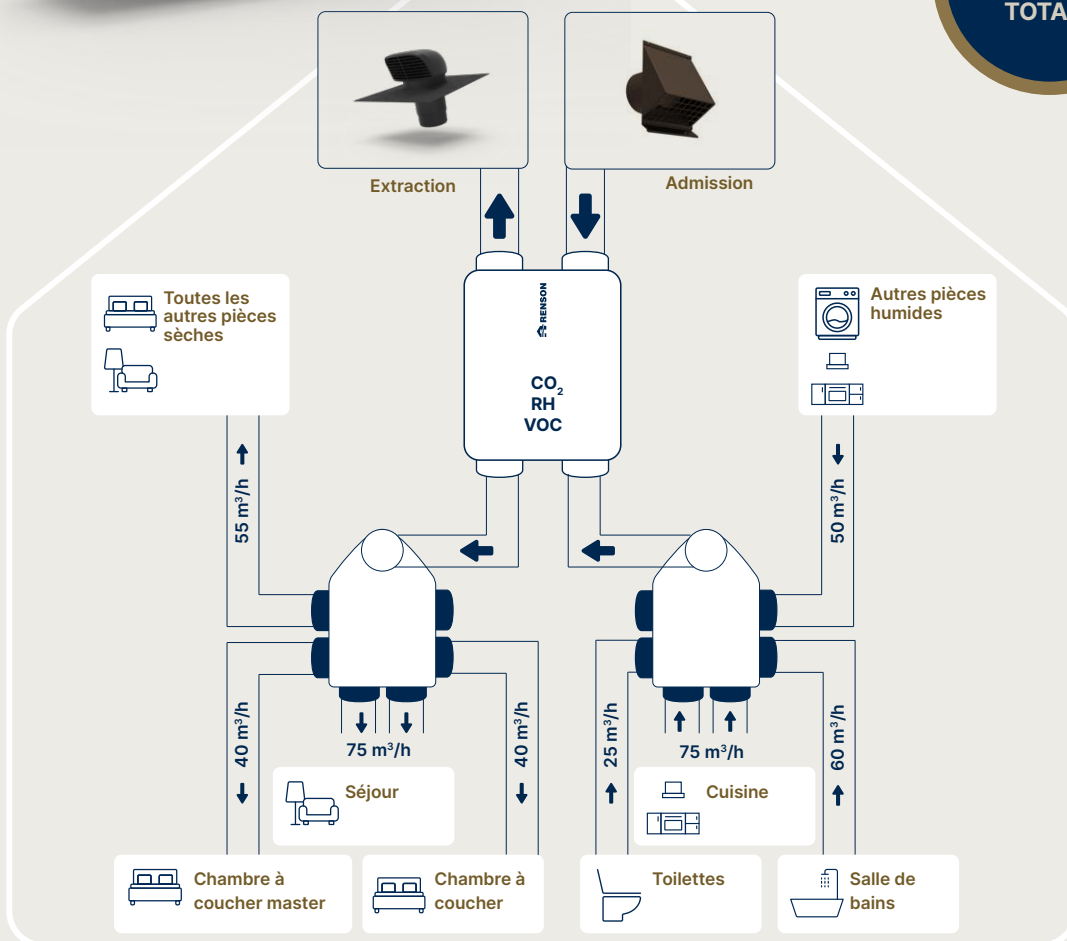 TOTA
Extraction
Admission
Toutes les
autres pièces
sèches
Autres pièces
humides
RENSON
CO₂
RH
VOC
55 m³/h
50 m³/h
40 m³/h
75 m³/h
40 m³/h
25 m³/h
75 m³/h
60 m³/h
Séjour
Cuisine
Chambre à
coucher master
Chambre à
coucher
Toilettes
Salle de
bains